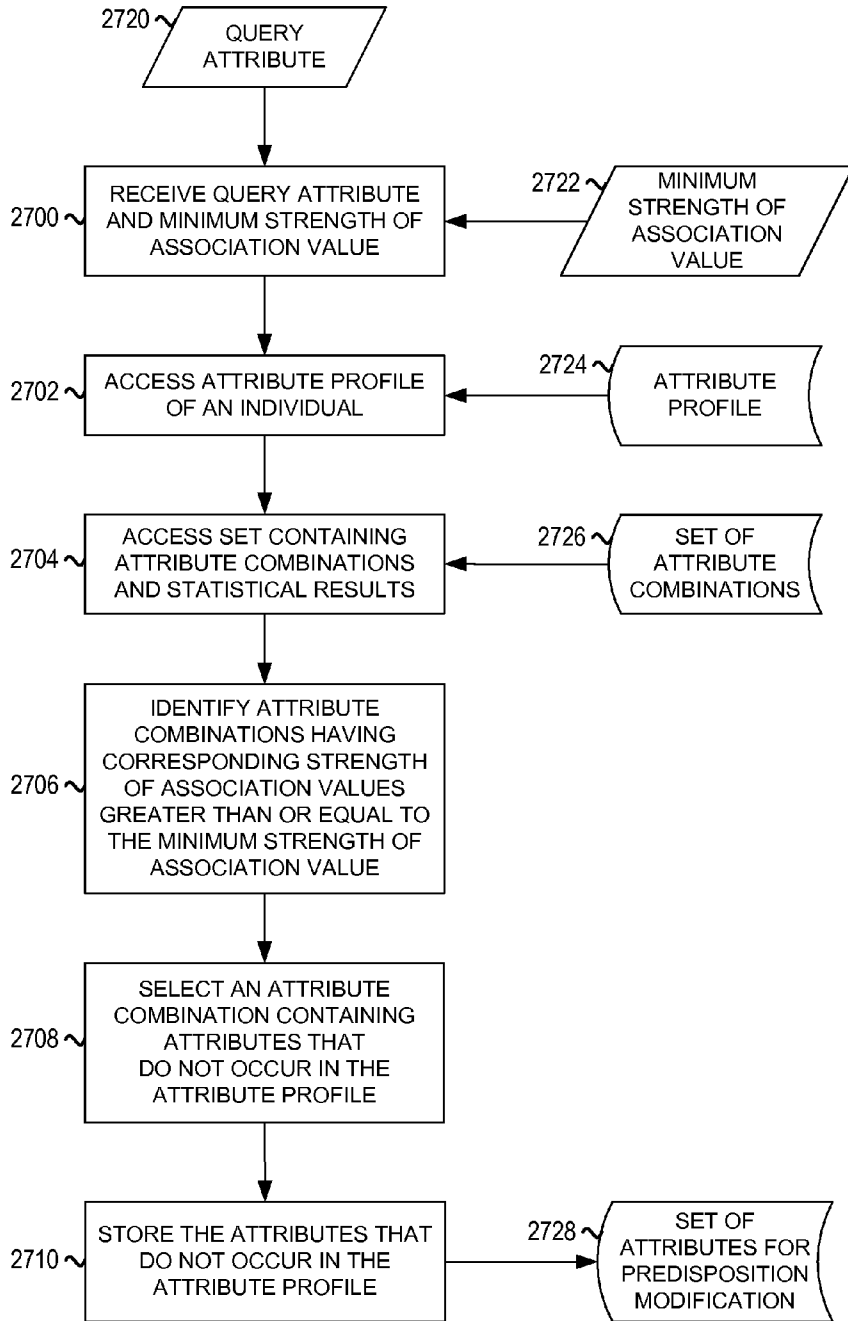 2720
QUERY
ATTRIBUTE
2700
RECEIVE QUERY ATTRIBUTE
AND MINIMUM STRENGTH OF
ASSOCIATION VALUE
2722
MINIMUM
STRENGTH OF
ASSOCIATION
VALUE
2702
ACCESS ATTRIBUTE PROFILE
OF AN INDIVIDUAL
2724
ATTRIBUTE
PROFILE
2704
ACCESS SET CONTAINING
ATTRIBUTE COMBINATIONS
AND STATISTICAL RESULTS
2726
SET OF
ATTRIBUTE
COMBINATIONS
2706
IDENTIFY ATTRIBUTE
COMBINATIONS HAVING
CORRESPONDING STRENGTH
OF ASSOCIATION VALUES
GREATER THAN OR EQUAL TO
THE MINIMUM STRENGTH OF
ASSOCIATION VALUE
2708
SELECT AN ATTRIBUTE
COMBINATION CONTAINING
ATTRIBUTES THAT
DO NOT OCCUR IN THE
ATTRIBUTE PROFILE
2710
STORE THE ATTRIBUTES THAT
DO NOT OCCUR IN THE
ATTRIBUTE PROFILE
2728
SET OF
ATTRIBUTES FOR
PREDISPOSITION
MODIFICATION